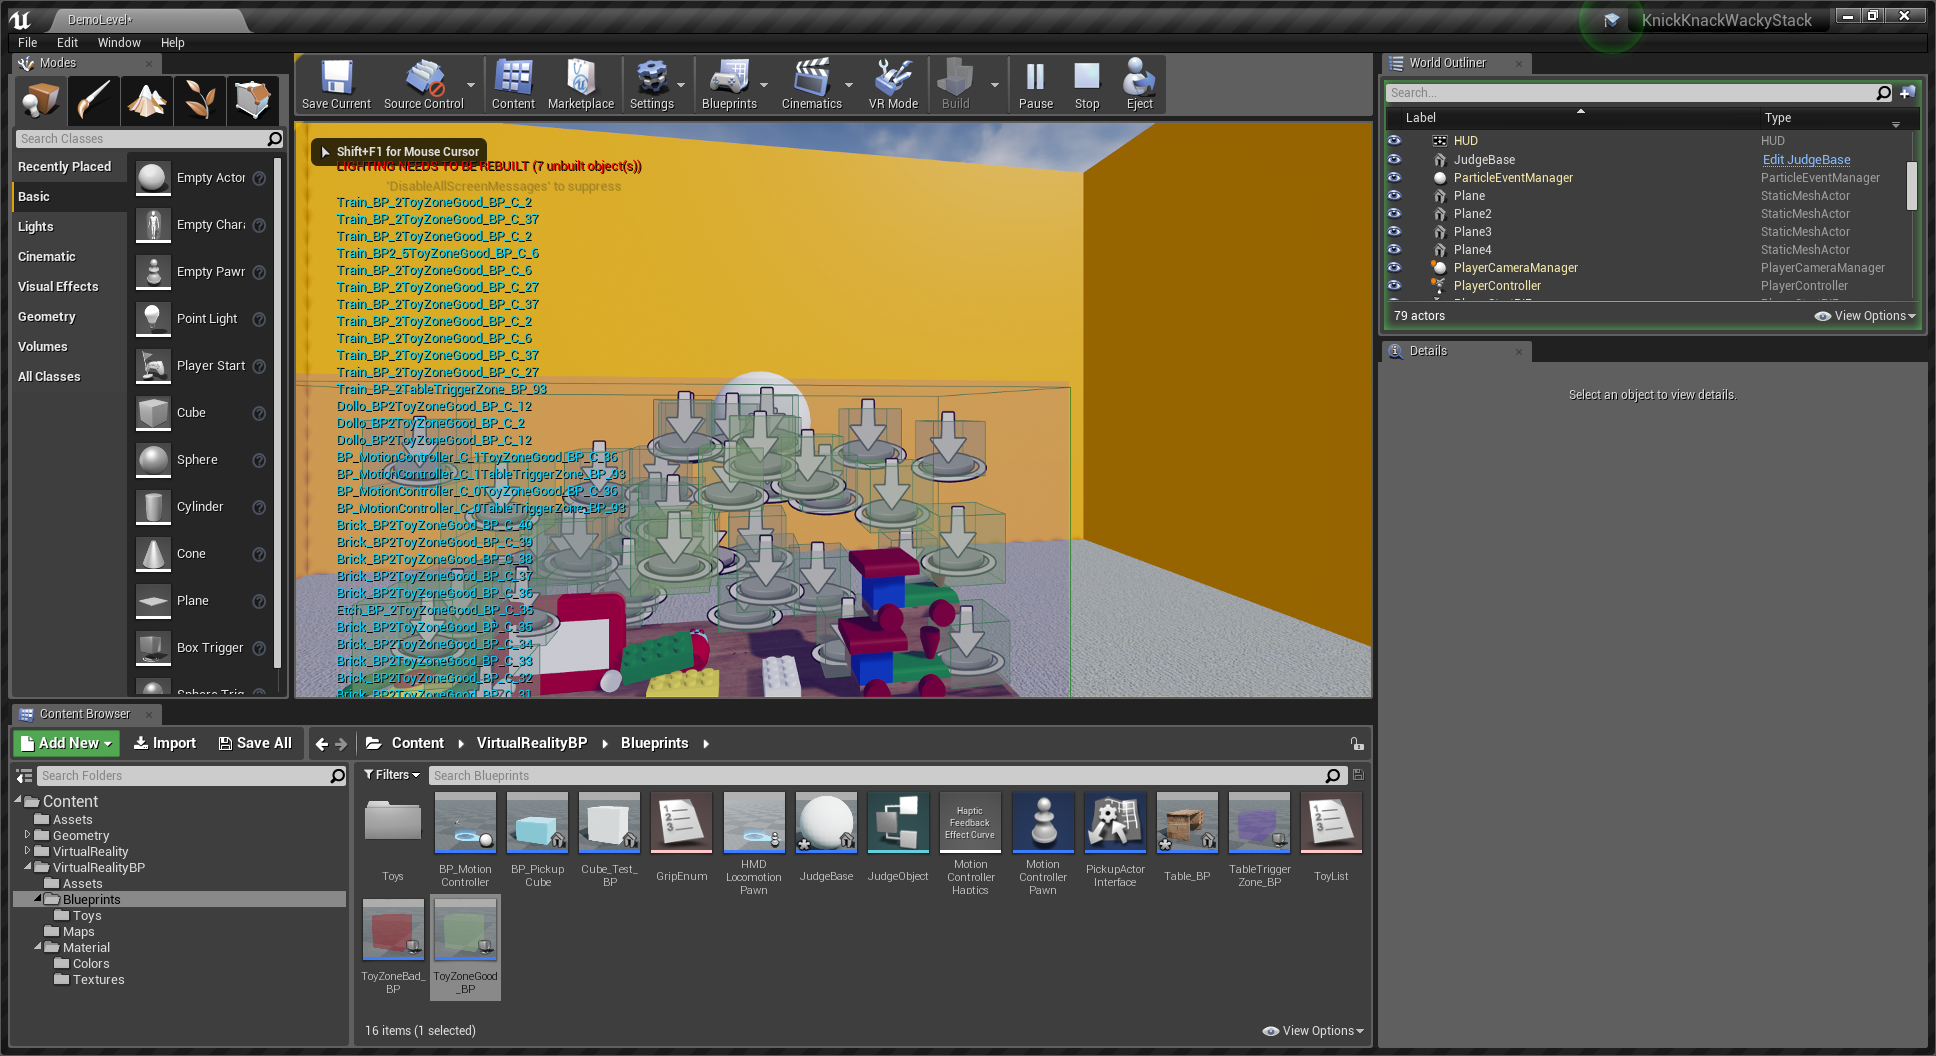 DemoLevel*
KnickKnackWackyStack
File Edit Window Help
Modes
World Outliner
Save Current
Source Control
Content
Marketplace
Settings
Blueprints
Cinematics
VR Mode
Build
Pause
Stop
Eject
Search Classes
Search...
Label Type
Recently Placed
Basic
Lights
Cinematic
Visual Effects
Geometry
Volumes
All Classes
Empty Actor
Empty Chara
Empty Pawn
Point Light
Player Start
Cube
Sphere
Cylinder
Cone
Plane
Box Trigger
Sphere Trig
Shift+F1 for Mouse Cursor
LIGHTING NEEDS TO BE REBUILT (7 unbuilt object(s))
'DisableAllScreenMessages' to suppress
Train_BP_2ToyZoneGood_BP_C_2
Train_BP_2ToyZoneGood_BP_C_37
Train_BP_2ToyZoneGood_BP_C_2
Train_BP2_5ToyZoneGood_BP_C_6
Train_BP_2ToyZoneGood_BP_C_6
Train_BP_2ToyZoneGood_BP_C_27
Train_BP_2ToyZoneGood_BP_C_37
Train_BP_2ToyZoneGood_BP_C_2
Train_BP_2ToyZoneGood_BP_C_6
Train_BP_2ToyZoneGood_BP_C_37
Train_BP_2ToyZoneGood_BP_C_27
Train_BP_2TableTriggerZone_BP_93
Dollo_BP2ToyZoneGood_BP_C_12
Dollo_BP2ToyZoneGood_BP_C_2
Dollo_BP2ToyZoneGood_BP_C_12
BP_MotionController_C_1ToyZoneGood_BP_C_36
BP_MotionController_C_1TableTriggerZone_BP_93
BP_MotionController_C_0ToyZoneGood_BP_C_36
BP_MotionController_C_0TableTriggerZone_BP_93
Brick_BP2ToyZoneGood_BP_C_40
Brick_BP2ToyZoneGood_BP_C_39
Brick_BP2ToyZoneGood_BP_C_38
Brick_BP2ToyZoneGood_BP_C_37
Brick_BP2ToyZoneGood_BP_C_36
Etch_BP_2ToyZoneGood_BP_C_35
Brick_BP2ToyZoneGood_BP_C_35
Brick_BP2ToyZoneGood_BP_C_34
Brick_BP2ToyZoneGood_BP_C_33
Brick_BP2ToyZoneGood_BP_C_32
Brick_BP2ToyZoneGood_BP_C_31
HUD HUD
JudgeBase Edit JudgeBase
ParticleEventManager ParticleEventManager
Plane StaticMeshActor
Plane2 StaticMeshActor
Plane3 StaticMeshActor
Plane4 StaticMeshActor
PlayerCameraManager PlayerCameraManager
PlayerController PlayerController
79 actors View Options
Details
Select an object to view details.
Content Browser
Add New Import Save All Content VirtualRealityBP Blueprints
Search Folders
Filters Search Blueprints
Content
Assets
Geometry
VirtualReality
VirtualRealityBP
Assets
Blueprints
Toys
Maps
Material
Colors
Textures
Toys
BP_Motion
Controller
BP_Pickup
Cube
Cube_Test_
BP
GripEnum
HMD
Locomotion
Pawn
JudgeBase
JudgeObject
Haptic
Feedback
Effect Curve
Motion
Controller
Haptics
Motion
Controller
Pawn
PickupActor
Interface
Table_BP
TableTrigger
Zone_BP
ToyList
ToyZoneBad_
BP
ToyZoneGood
_BP
16 items (1 selected) View Options